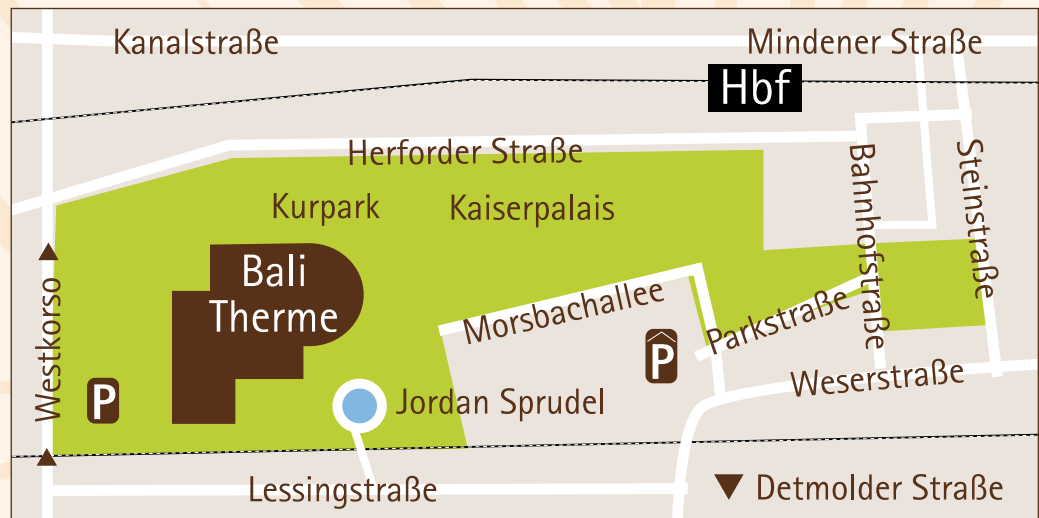 Kanalstraße
Mindener Straße
Hbf
Herforder Straße
Kurpark
Kaiserpalais
Bahnhofstraße
Steinstraße
Bali
Therme
Westkorso
Morsbachallee
Parkstraße
P
P
Weserstraße
Jordan Sprudel
Lessingstraße
Detmolder Straße